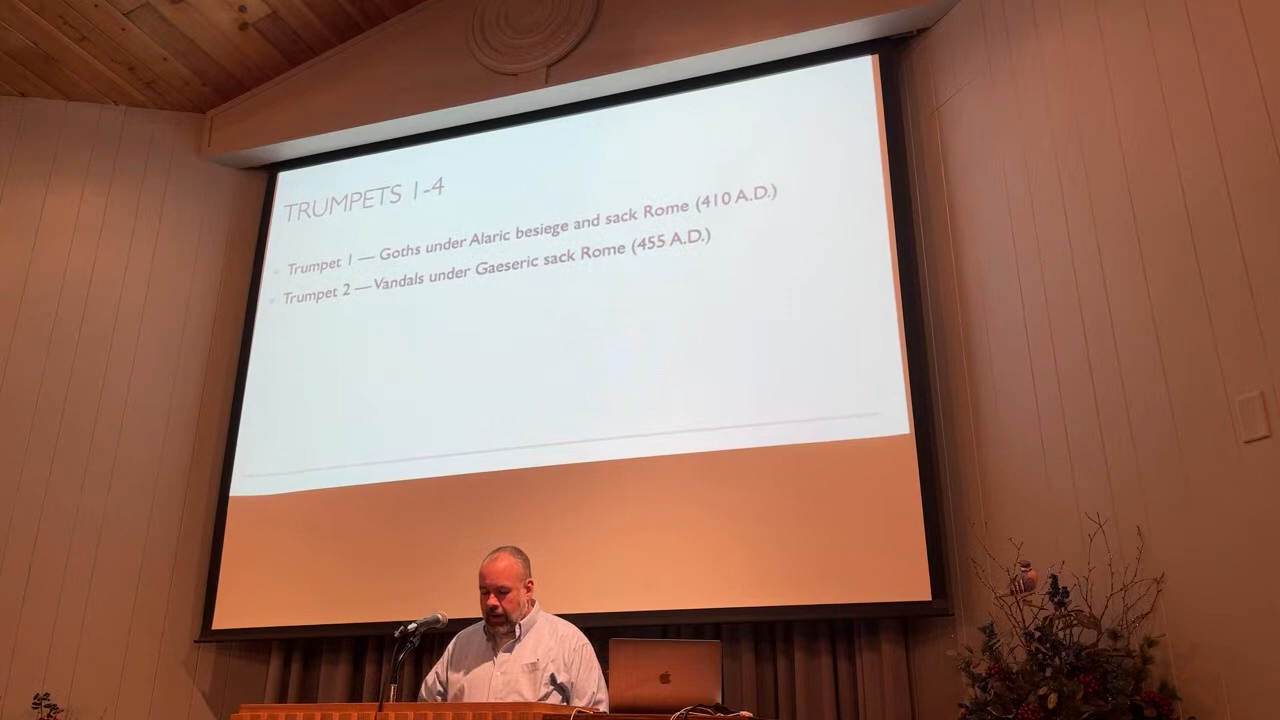 TRUMPETS 1-4
Trumpet 1 — Goths under Alaric besiege and sack Rome (410 A.D.)
Trumpet 2 — Vandals under Gaeseric sack Rome (455 A.D.)